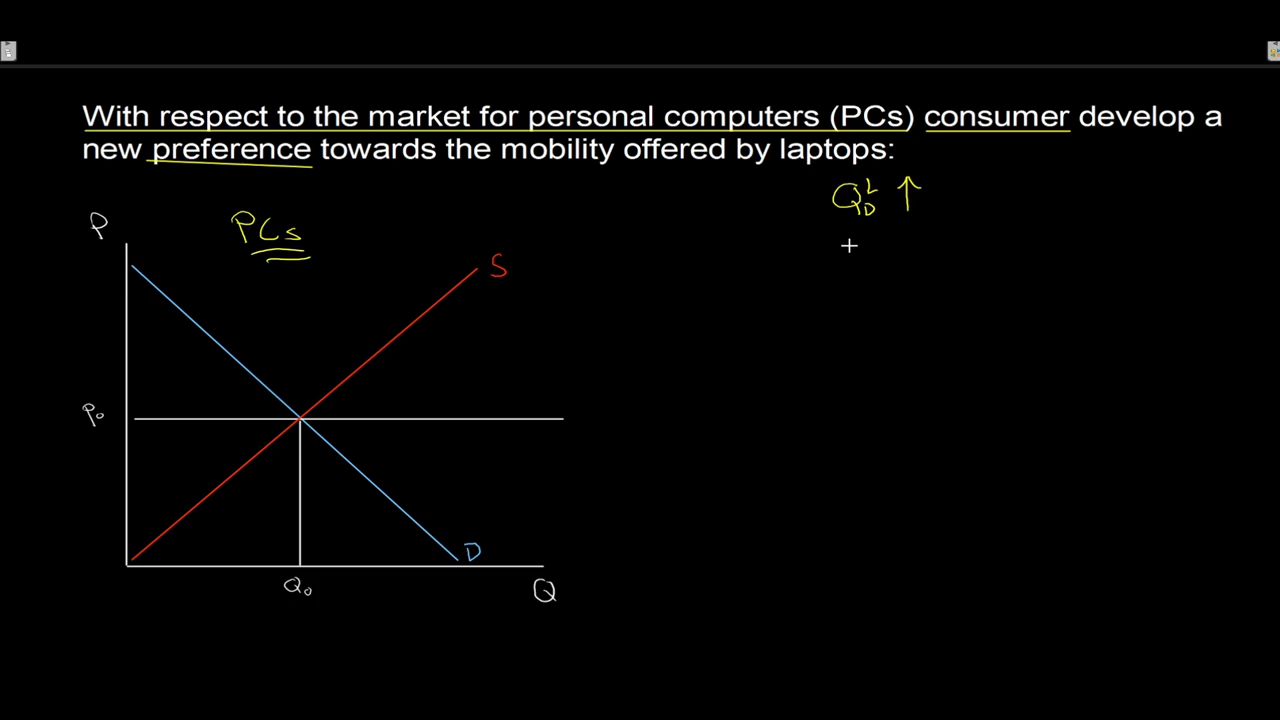 With respect to the market for personal computers (PCs) consumer develop a
new preference towards the mobility offered by laptops:
Q_D^L ↑
P
PCs
S
P₀
D
Q₀
Q